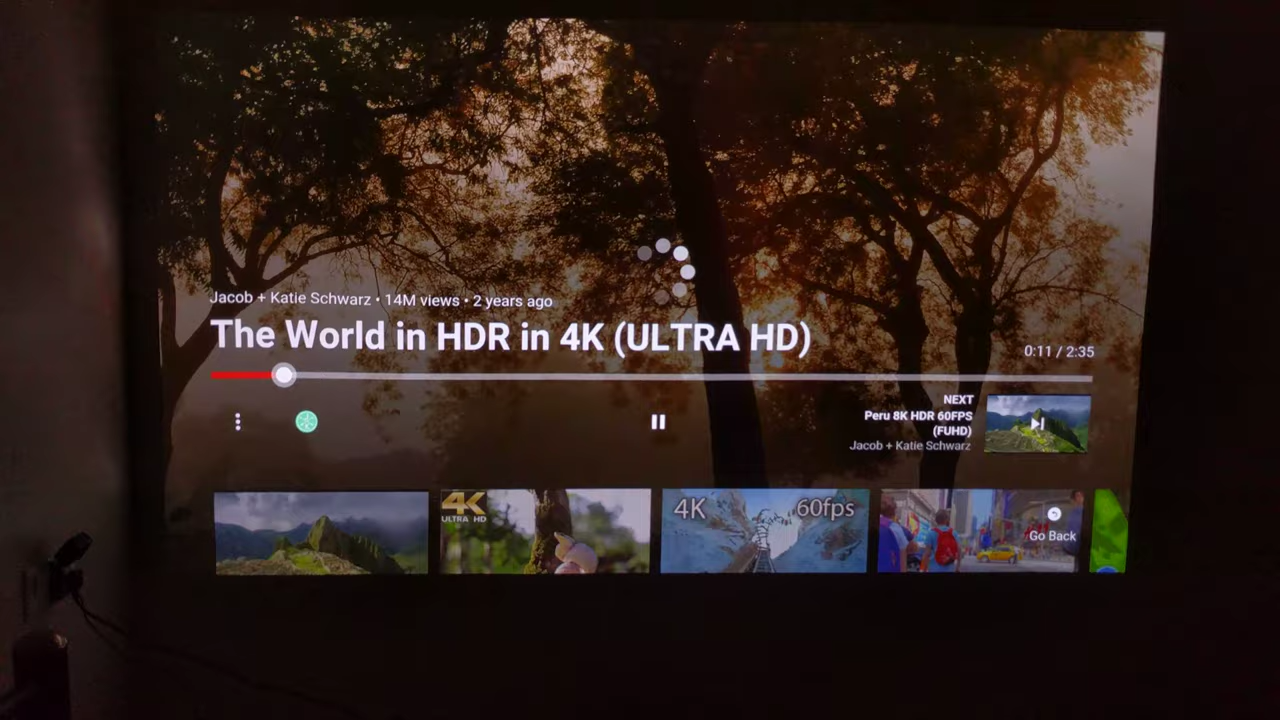 Jacob + Katie Schwarz • 14M views • 2 years ago
The World in HDR in 4K (ULTRA HD)
0:11 / 2:35
NEXT
Peru 8K HDR 60FPS
(FUHD)
Jacob + Katie Schwarz
4K
ULTRA HD
4K 60fps
Go Back